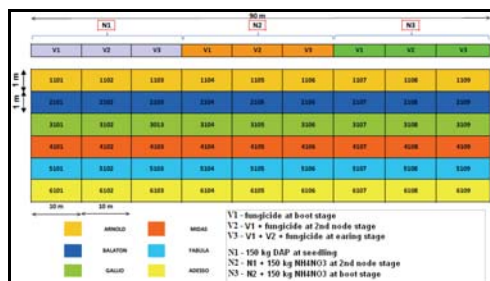 90 m
N1 N2 N3
V1 V2 V3 V1 V2 V3 V1 V2 V3
1 m
1 m
1101 1102 1103 1104 1105 1106 1107 1108 1109
2101 2102 2103 2104 2105 2106 2107 2108 2109
3101 3102 3013 3104 3105 3106 3107 3108 3109
4101 4102 4103 4104 4105 4106 4107 4108 4109
5101 5102 5103 5104 5105 5106 5107 5108 5109
6101 6102 6103 6104 6105 6106 6107 6108 6109
10 m 10 m
ARNOLD MIDAS
BALATON FABULA
GALLIO ADESSO
V1 - fungicide at boot stage
V2 - V1 + fungicide at 2nd node stage
V3 - V1 + V2 + fungicide at earing stage
N1 - 150 kg DAP at seedling
N2 - N1 + 150 kg NH4NO3 at 2nd node stage
N3 - N2 + 150 kg NH4NO3 at boot stage